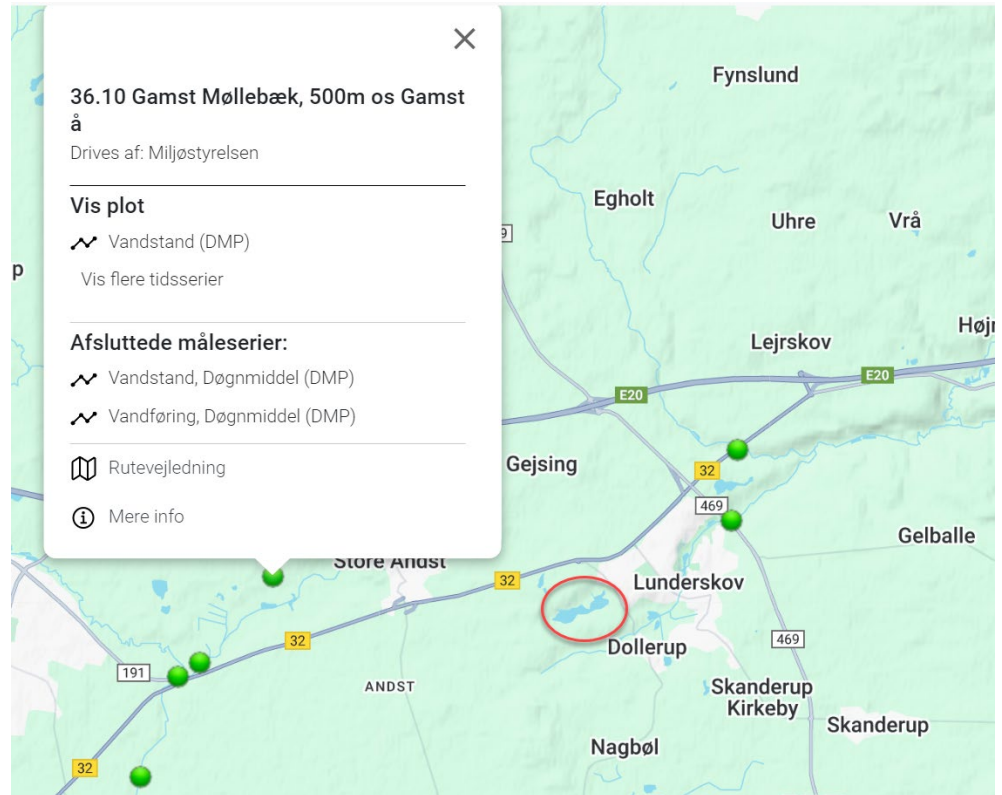 36.10 Gamst Møllebæk, 500m os Gamst
å
Drives af: Miljøstyrelsen
Vis plot
Vandstand (DMP)
Vis flere tidsserier
Afsluttede måleserier:
Vandstand, Døgnmiddel (DMP)
Vandføring, Døgnmiddel (DMP)
Rutevejledning
Mere info
Fynslund
Egholt
Uhre
Vrå
9
p
Højr
Lejrskov
E20
E20
Gejsing
32
469
Gelballe
Store Andst
32
Lunderskov
32
Dollerup
469
191
ANDST
Skanderup
Kirkeby
Skanderup
Nagbøl
32